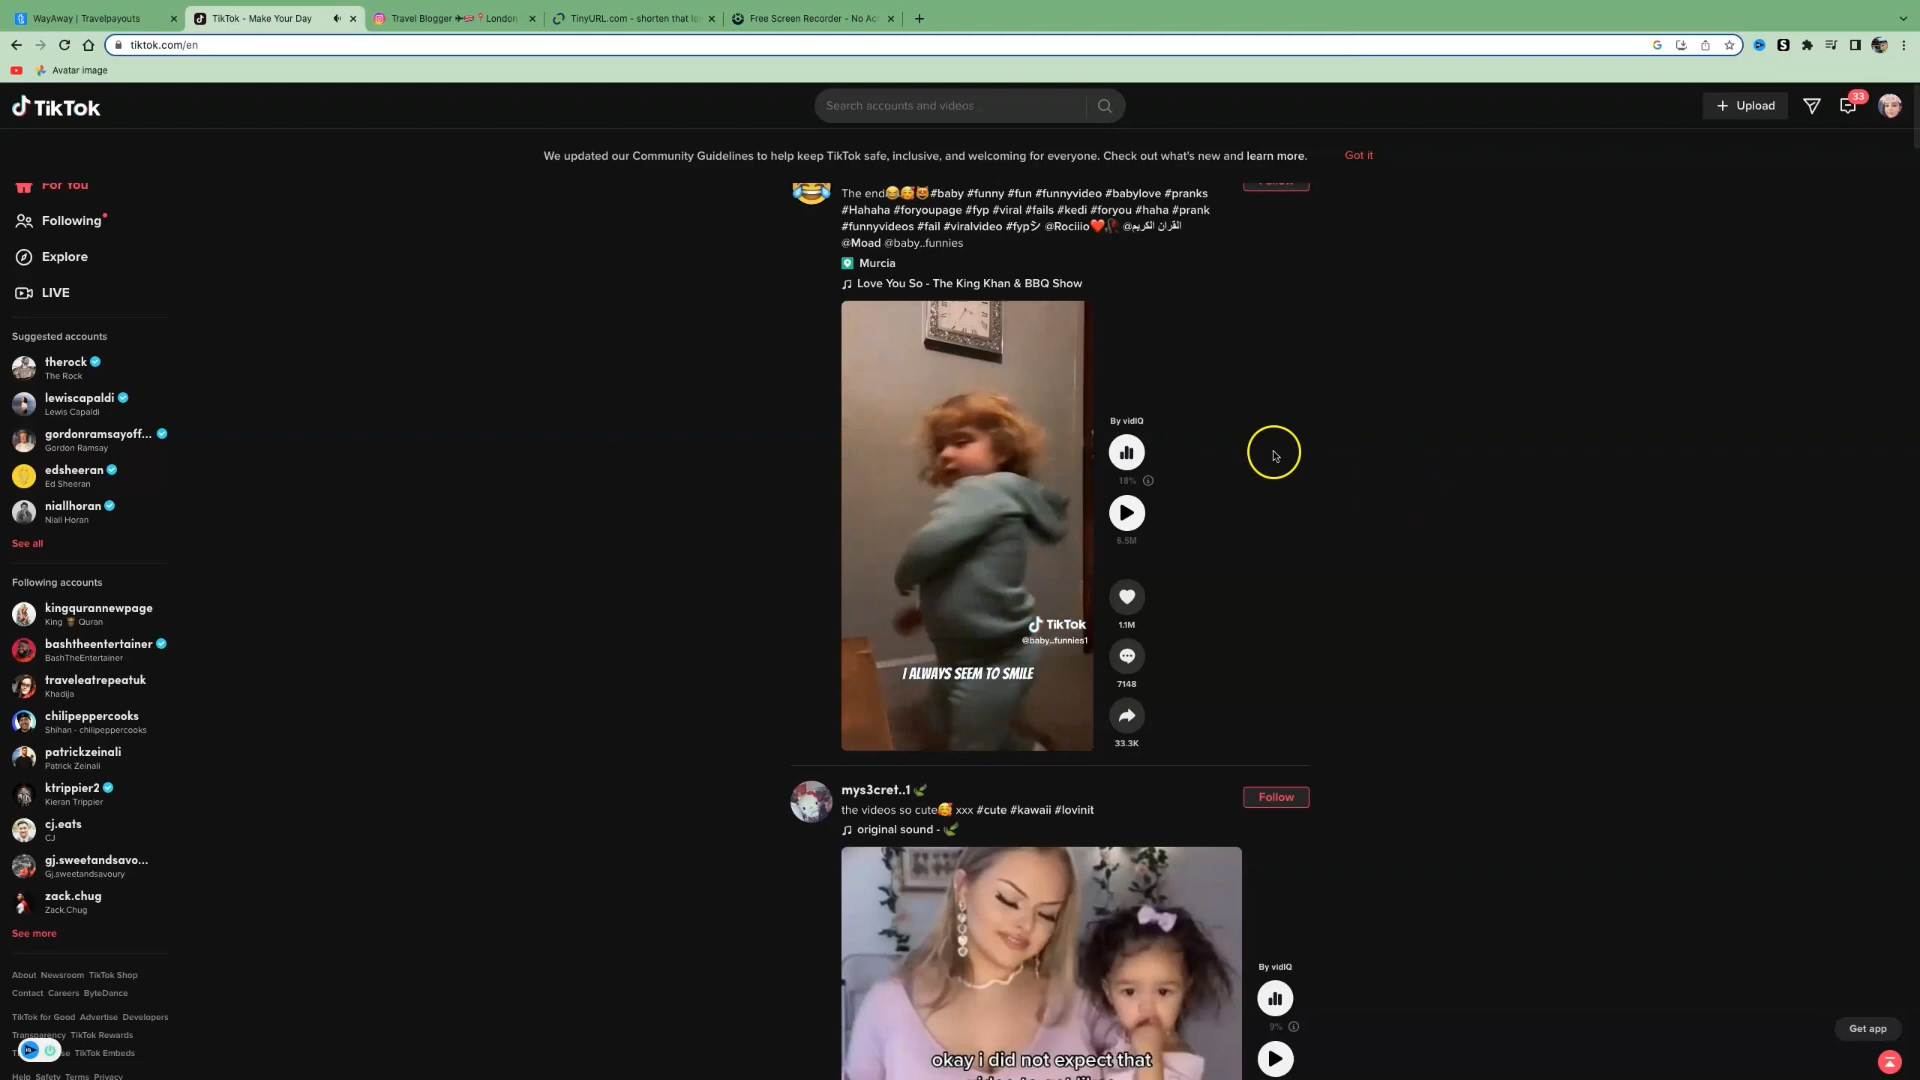 WayAway | Travelpayouts
TikTok - Make Your Day
Travel Blogger ✈🇬🇧📍London
TinyURL.com - shorten that lo
Free Screen Recorder - No Ac
tiktok.com/en
Avatar image
TikTok
Search accounts and videos
Upload
33
We updated our Community Guidelines to help keep TikTok safe, inclusive, and welcoming for everyone. Check out what's new and learn more.
Got it
For You
Following
Explore
LIVE
Suggested accounts
therock
The Rock
lewiscapaldi
Lewis Capaldi
gordonramsayoff...
Gordon Ramsay
edsheeran
Ed Sheeran
niallhoran
Niall Horan
See all
Following accounts
kingqurannewpage
King 👑 Quran
bashtheentertainer
BashTheEntertainer
traveleatrepeatuk
Khadija
chilipeppercooks
Shihan - chilipeppercooks
patrickzeinali
Patrick Zeinali
ktrippier2
Kieran Trippier
cj.eats
CJ
gj.sweetandsavo...
Gj.sweetandsavoury
zack.chug
Zack.Chug
See more
About Newsroom TikTok Shop
Contact Careers ByteDance
TikTok for Good Advertise Developers
Transparency TikTok Rewards
TikTok Embeds
Help Safety Terms Privacy
Follow
The end😂🥰😻#baby #funny #fun #funnyvideo #babylove #pranks
#Hahaha #foryoupage #fyp #viral #fails #kedi #foryou #haha #prank
#funnyvideos #fail #viralvideo #fypシ @Rociiio❤️🥀 @القران الكريم
@Moad @baby..funnies
Murcia
♫ Love You So - The King Khan & BBQ Show
TikTok
@baby..funnies1
I ALWAYS SEEM TO SMILE
By vidIQ
18%
6.5M
1.1M
7148
33.3K
mys3cret..1🌿
Follow
the videos so cute🥰 xxx #cute #kawaii #lovinit
♫ original sound - 🌿
okay i did not expect that
By vidIQ
9%
Get app